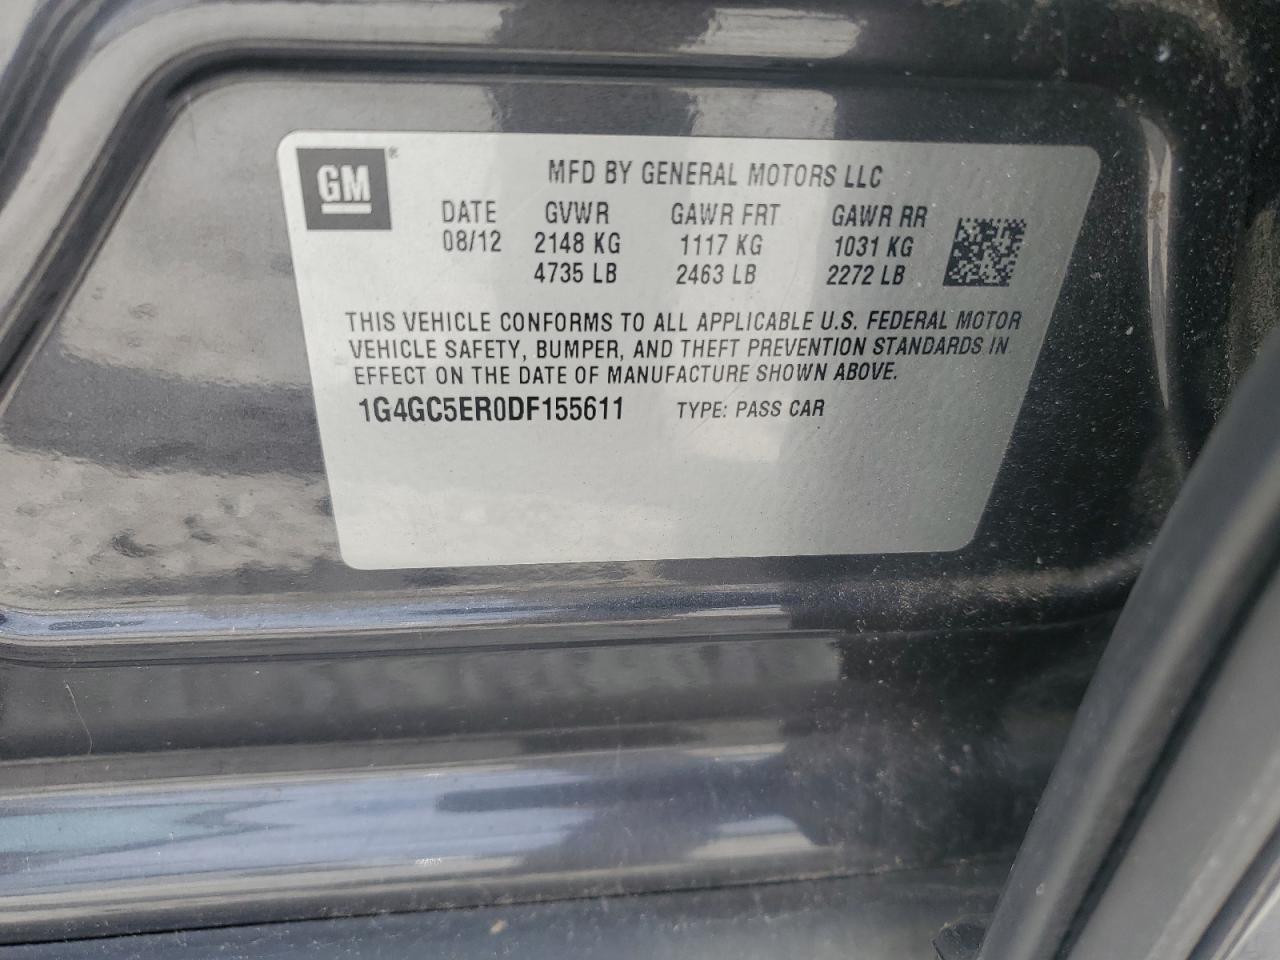 GM®
MFD BY GENERAL MOTORS LLC
DATE GVWR GAWR FRT GAWR RR
08/12 2148 KG 1117 KG 1031 KG
4735 LB 2463 LB 2272 LB
THIS VEHICLE CONFORMS TO ALL APPLICABLE U.S. FEDERAL MOTOR
VEHICLE SAFETY, BUMPER, AND THEFT PREVENTION STANDARDS IN
EFFECT ON THE DATE OF MANUFACTURE SHOWN ABOVE.
1G4GC5ER0DF155611 TYPE: PASS CAR